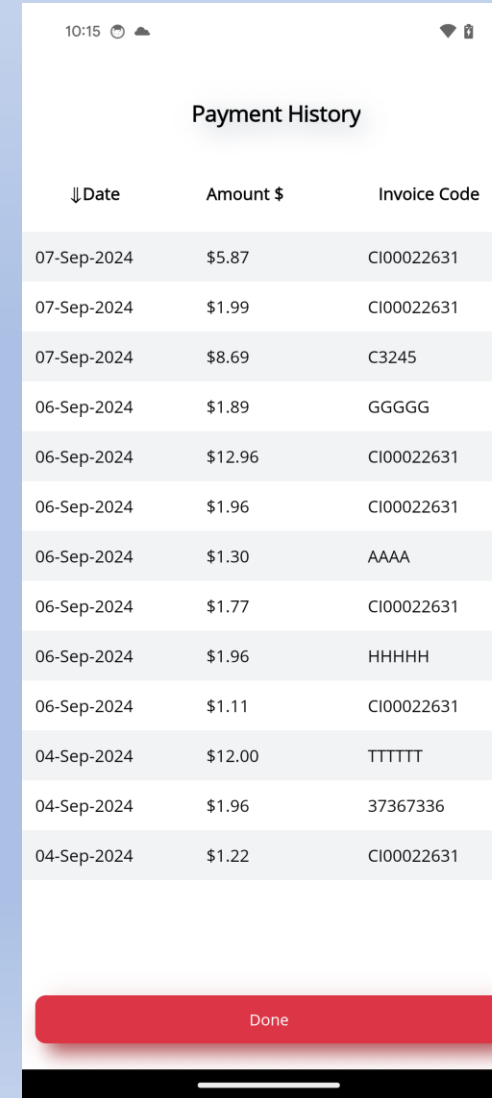 10:15
Payment History
⇓Date Amount $ Invoice Code
07-Sep-2024 $5.87 CI00022631
07-Sep-2024 $1.99 CI00022631
07-Sep-2024 $8.69 C3245
06-Sep-2024 $1.89 GGGGG
06-Sep-2024 $12.96 CI00022631
06-Sep-2024 $1.96 CI00022631
06-Sep-2024 $1.30 AAAA
06-Sep-2024 $1.77 CI00022631
06-Sep-2024 $1.96 HHHHH
06-Sep-2024 $1.11 CI00022631
04-Sep-2024 $12.00 TTTTTT
04-Sep-2024 $1.96 37367336
04-Sep-2024 $1.22 CI00022631
Done